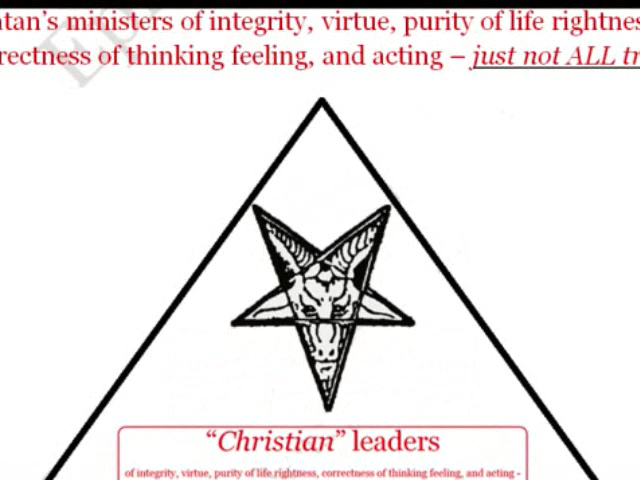 atan's ministers of integrity, virtue, purity of life rightnes
rectness of thinking feeling, and acting – just not ALL tr
"Christian" leaders
of integrity, virtue, purity of life rightness, correctness of thinking feeling, and acting -